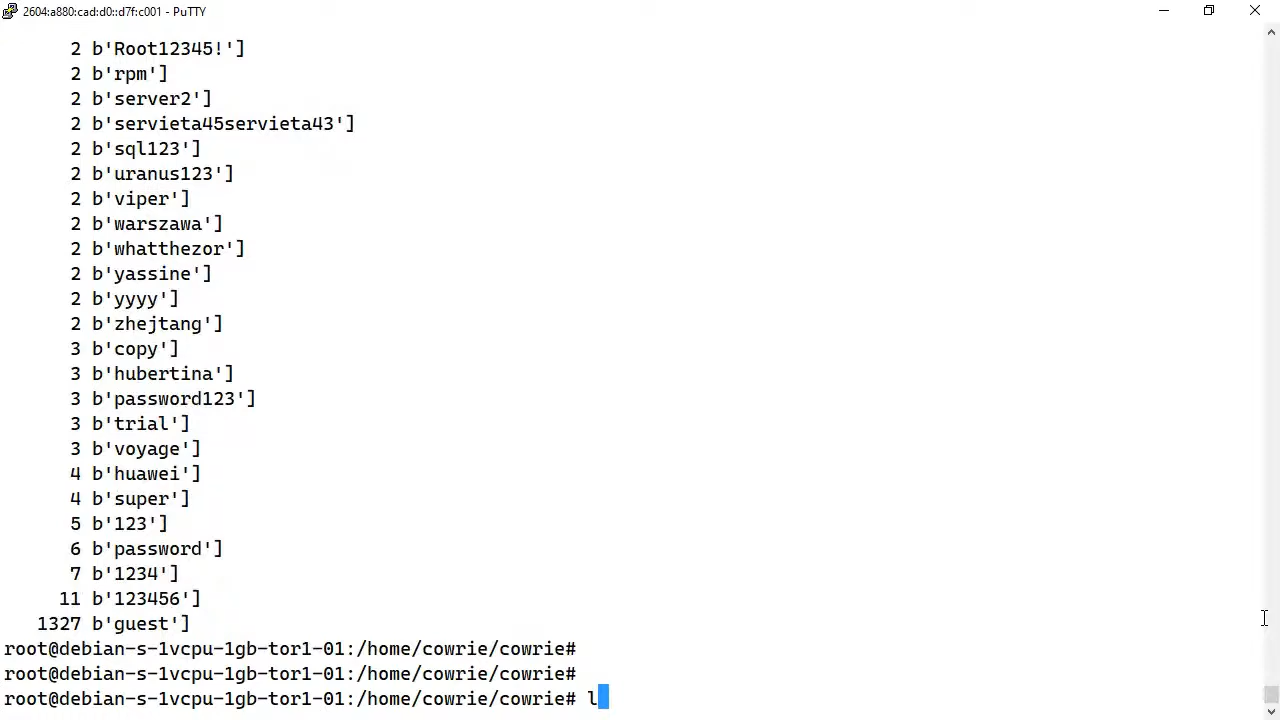 2604:a880:cad:d0::d7f:c001 - PuTTY
2 b'Root12345!']
2 b'rpm']
2 b'server2']
2 b'servieta45servieta43']
2 b'sql123']
2 b'uranus123']
2 b'viper']
2 b'warszawa']
2 b'whatthezor']
2 b'yassine']
2 b'yyyy']
2 b'zhejtang']
3 b'copy']
3 b'hubertina']
3 b'password123']
3 b'trial']
3 b'voyage']
4 b'huawei']
4 b'super']
5 b'123']
6 b'password']
7 b'1234']
11 b'123456']
1327 b'guest']
root@debian-s-1vcpu-1gb-tor1-01:/home/cowrie/cowrie#
root@debian-s-1vcpu-1gb-tor1-01:/home/cowrie/cowrie#
root@debian-s-1vcpu-1gb-tor1-01:/home/cowrie/cowrie# l